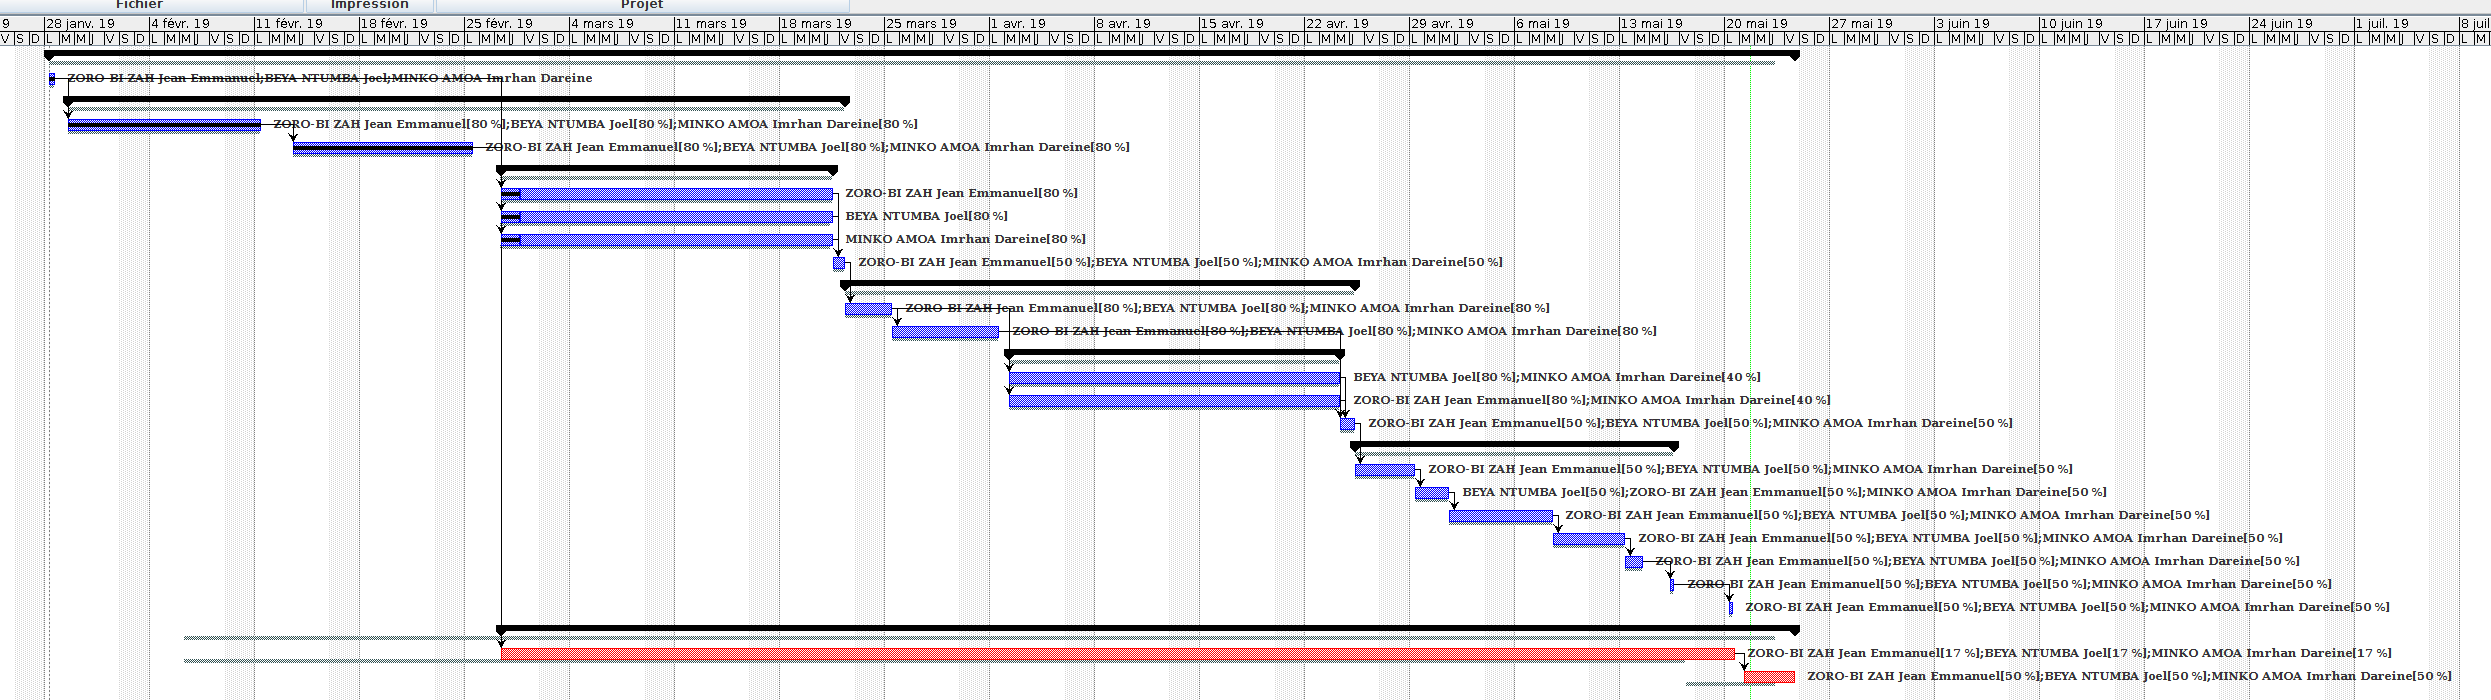 Fichier Impression Projet
9 28 janv. 19 4 févr. 19 11 févr. 19 18 févr. 19 25 févr. 19 4 mars 19 11 mars 19 18 mars 19 25 mars 19 1 avr. 19 8 avr. 19 15 avr. 19 22 avr. 19 29 avr. 19 6 mai 19 13 mai 19 20 mai 19 27 mai 19 3 juin 19 10 juin 19 17 juin 19 24 juin 19 1 juil. 19 8 juil
V S D L M M J V S D L M M J V S D L M M J V S D L M M J V S D L M M J V S D L M M J V S D L M M J V S D L M M J V S D L M M J V S D L M M J V S D L M M J V S D L M M J V S D L M M J V S D L M M J V S D L M M J V S D L M M J V S D L M M J V S D L M M J V S D L M M J V S D L M M J V S D L M M J V S D L M M J V S D L M M J V S D L M
ZORO-BI ZAH Jean Emmanuel;BEYA NTUMBA Joel;MINKO AMOA Imrhan Dareine
ZORO-BI ZAH Jean Emmanuel[80 %];BEYA NTUMBA Joel[80 %];MINKO AMOA Imrhan Dareine[80 %]
ZORO-BI ZAH Jean Emmanuel[80 %];BEYA NTUMBA Joel[80 %];MINKO AMOA Imrhan Dareine[80 %]
ZORO-BI ZAH Jean Emmanuel[80 %]
BEYA NTUMBA Joel[80 %]
MINKO AMOA Imrhan Dareine[80 %]
ZORO-BI ZAH Jean Emmanuel[50 %];BEYA NTUMBA Joel[50 %];MINKO AMOA Imrhan Dareine[50 %]
ZORO-BI ZAH Jean Emmanuel[80 %];BEYA NTUMBA Joel[80 %];MINKO AMOA Imrhan Dareine[80 %]
ZORO-BI ZAH Jean Emmanuel[80 %];BEYA NTUMBA Joel[80 %];MINKO AMOA Imrhan Dareine[80 %]
BEYA NTUMBA Joel[80 %];MINKO AMOA Imrhan Dareine[40 %]
ZORO-BI ZAH Jean Emmanuel[80 %];MINKO AMOA Imrhan Dareine[40 %]
ZORO-BI ZAH Jean Emmanuel[50 %];BEYA NTUMBA Joel[50 %];MINKO AMOA Imrhan Dareine[50 %]
ZORO-BI ZAH Jean Emmanuel[50 %];BEYA NTUMBA Joel[50 %];MINKO AMOA Imrhan Dareine[50 %]
BEYA NTUMBA Joel[50 %];ZORO-BI ZAH Jean Emmanuel[50 %];MINKO AMOA Imrhan Dareine[50 %]
ZORO-BI ZAH Jean Emmanuel[50 %];BEYA NTUMBA Joel[50 %];MINKO AMOA Imrhan Dareine[50 %]
ZORO-BI ZAH Jean Emmanuel[50 %];BEYA NTUMBA Joel[50 %];MINKO AMOA Imrhan Dareine[50 %]
ZORO-BI ZAH Jean Emmanuel[50 %];BEYA NTUMBA Joel[50 %];MINKO AMOA Imrhan Dareine[50 %]
ZORO-BI ZAH Jean Emmanuel[50 %];BEYA NTUMBA Joel[50 %];MINKO AMOA Imrhan Dareine[50 %]
ZORO-BI ZAH Jean Emmanuel[50 %];BEYA NTUMBA Joel[50 %];MINKO AMOA Imrhan Dareine[50 %]
ZORO-BI ZAH Jean Emmanuel[17 %];BEYA NTUMBA Joel[17 %];MINKO AMOA Imrhan Dareine[17 %]
ZORO-BI ZAH Jean Emmanuel[50 %];BEYA NTUMBA Joel[50 %];MINKO AMOA Imrhan Dareine[50 %]